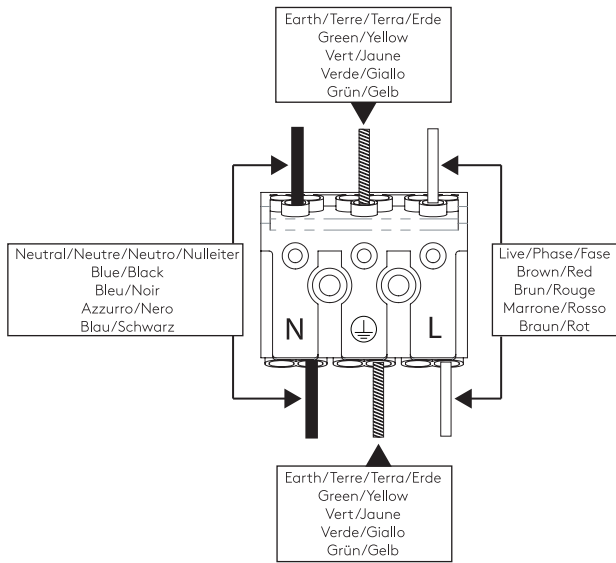 Earth/Terre/Terra/Erde
Green/Yellow
Vert/Jaune
Verde/Giallo
Grün/Gelb
Neutral/Neutre/Neutro/Nulleiter
Blue/Black
Bleu/Noir
Azzurro/Nero
Blau/Schwarz
Live/Phase/Fase
Brown/Red
Brun/Rouge
Marrone/Rosso
Braun/Rot
N
L
Earth/Terre/Terra/Erde
Green/Yellow
Vert/Jaune
Verde/Giallo
Grün/Gelb